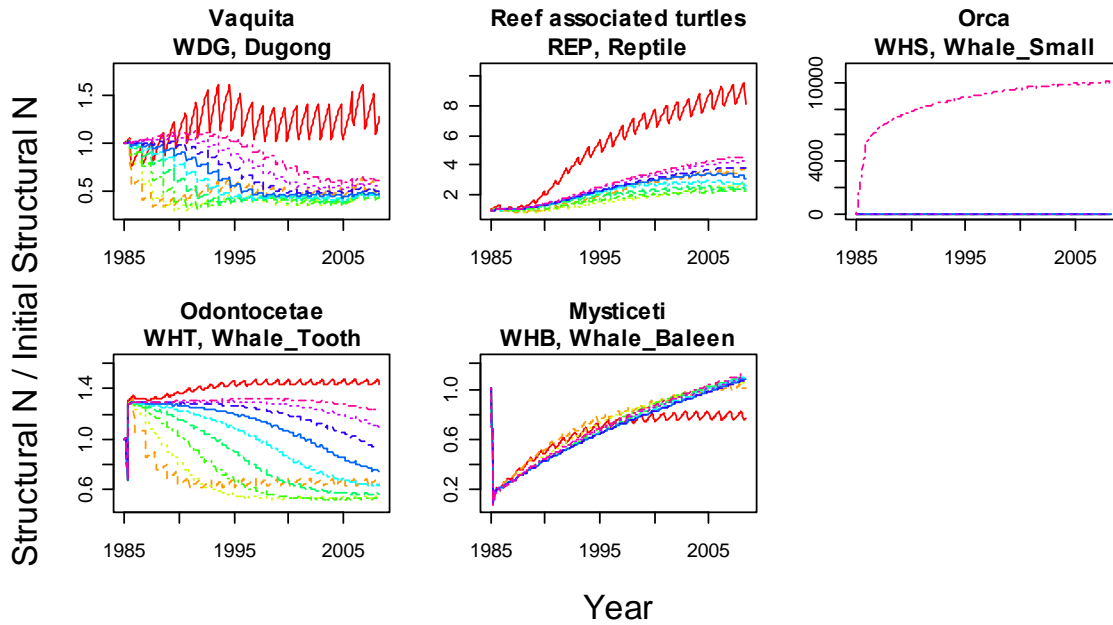 Structural N / Initial Structural N
Vaquita
WDG, Dugong
0.5
1.0
1.5
1985
1995
2005
Reef associated turtles
REP, Reptile
2
4
6
8
1985
1995
2005
Orca
WHS, Whale_Small
0
4000
10000
1985
1995
2005
Odontocetae
WHT, Whale_Tooth
0.6
1.0
1.4
1985
1995
2005
Mysticeti
WHB, Whale_Baleen
0.2
0.6
1.0
1985
1995
2005
Year